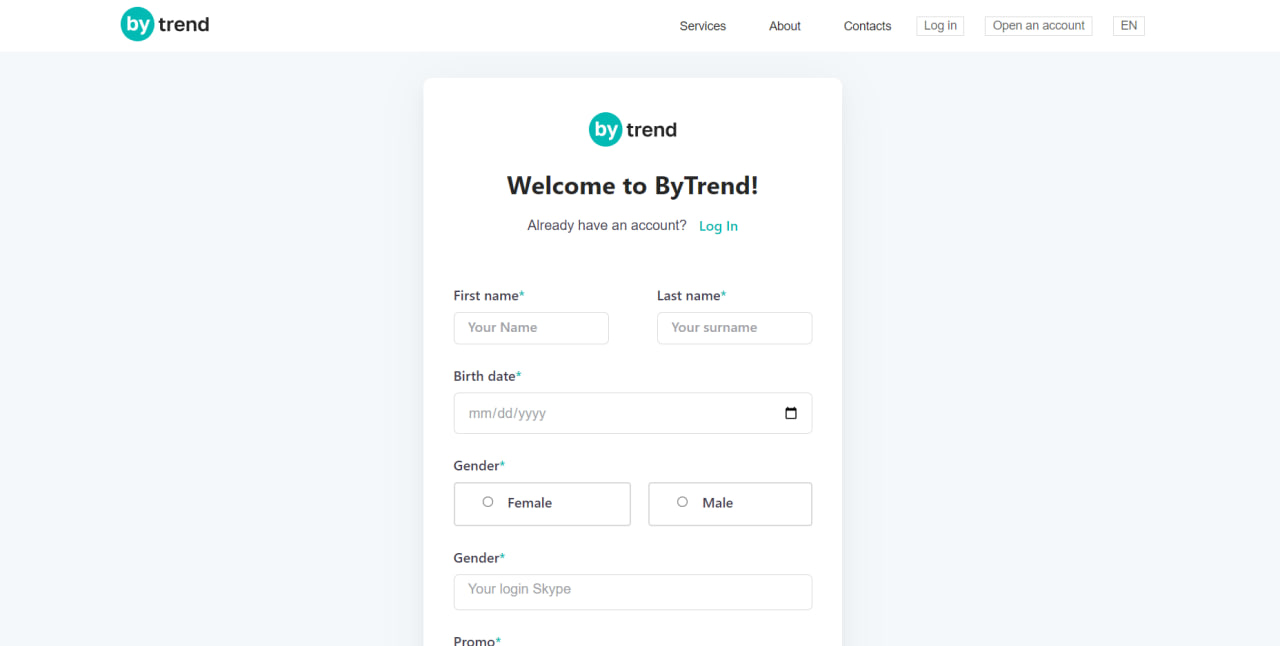 by trend Services About Contacts Log in Open an account EN
by trend
Welcome to ByTrend!
Already have an account? Log In
First name* Last name*
Your Name Your surname
Birth date*
mm/dd/yyyy
Gender*
Female Male
Gender*
Your login Skype
Promo*